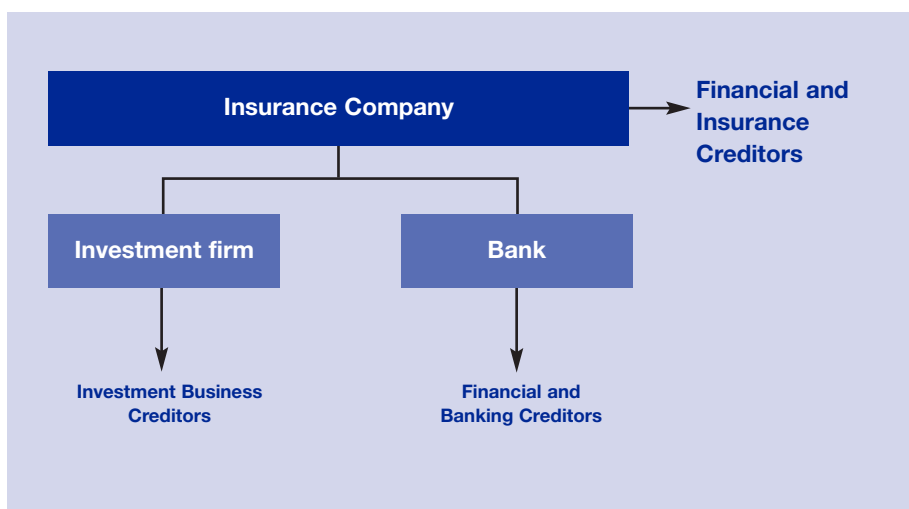 Insurance Company
Financial and
Insurance
Creditors
Investment firm
Bank
Investment Business
Creditors
Financial and
Banking Creditors